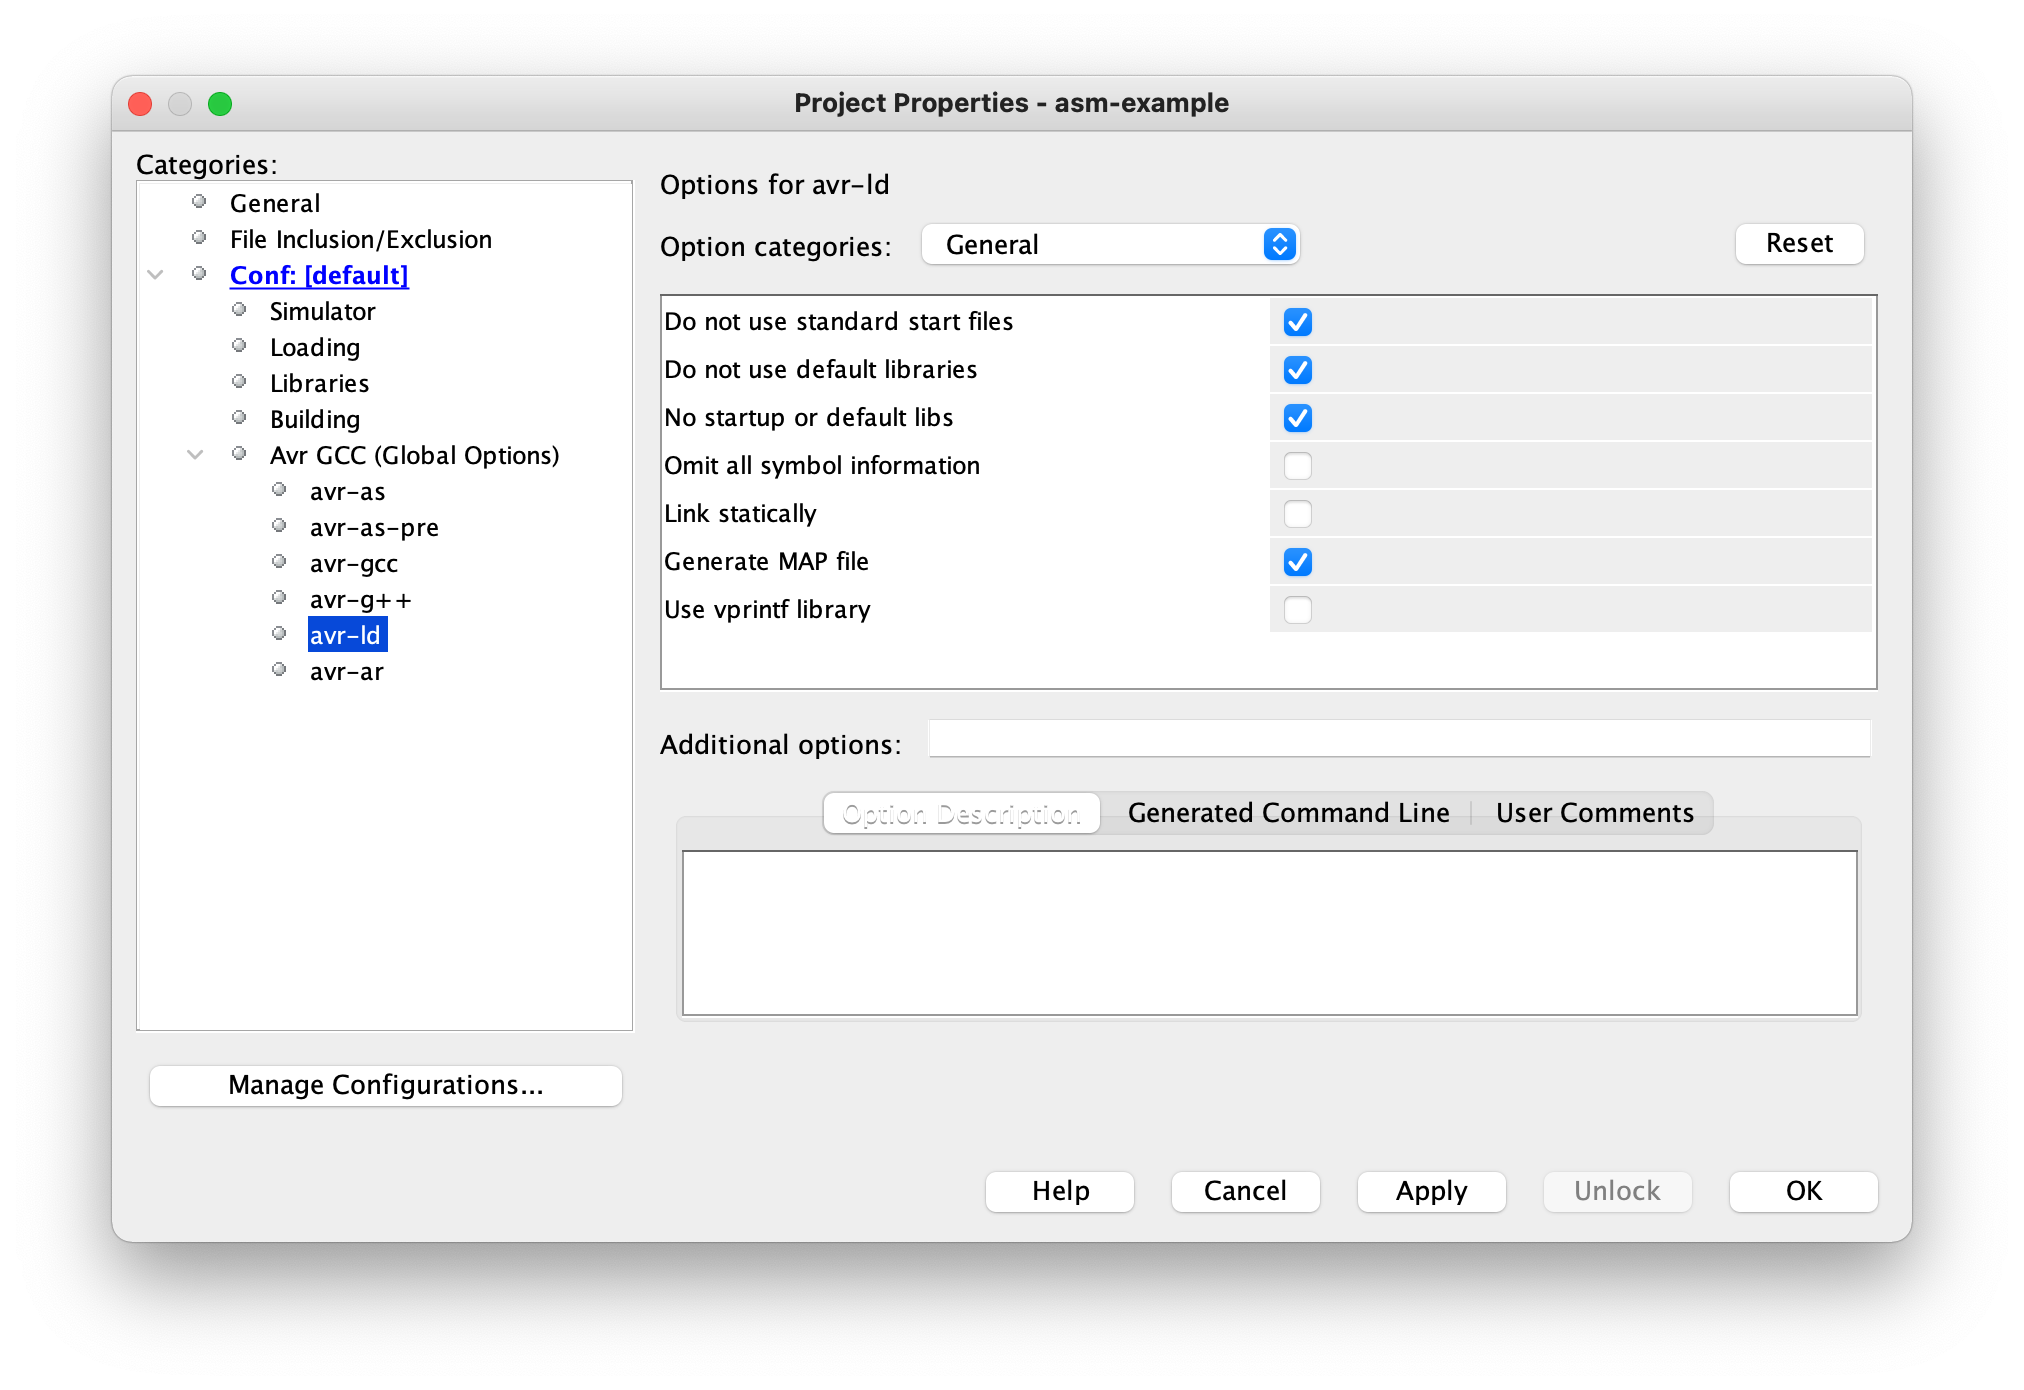 Project Properties - asm-example
Categories:
General
File Inclusion/Exclusion
Conf: [default]
Simulator
Loading
Libraries
Building
Avr GCC (Global Options)
avr-as
avr-as-pre
avr-gcc
avr-g++
avr-ld
avr-ar
Manage Configurations...
Options for avr-ld
Option categories: General Reset
Do not use standard start files
Do not use default libraries
No startup or default libs
Omit all symbol information
Link statically
Generate MAP file
Use vprintf library
Additional options:
Option Description Generated Command Line User Comments
Help Cancel Apply Unlock OK